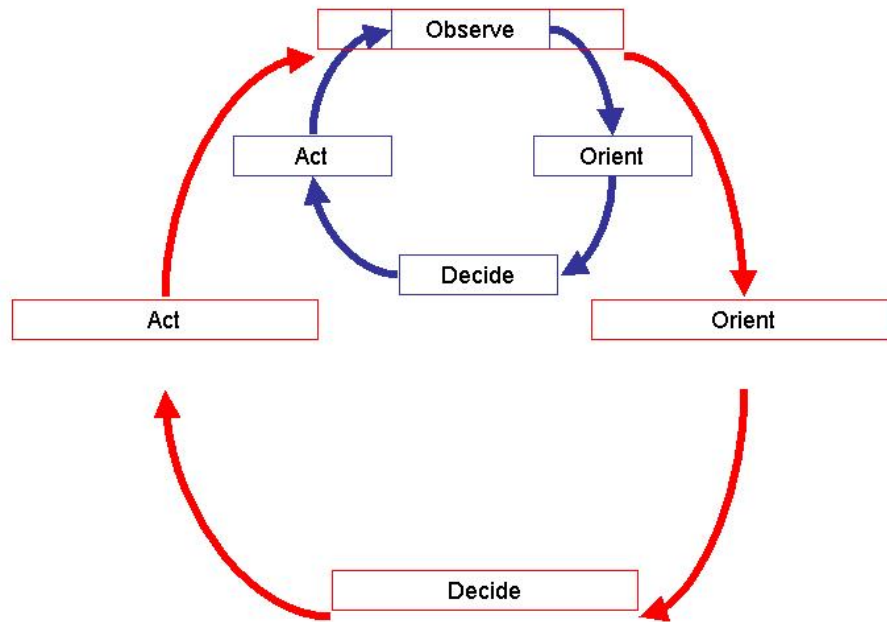 Observe
Act
Orient
Decide
Act
Orient
Decide